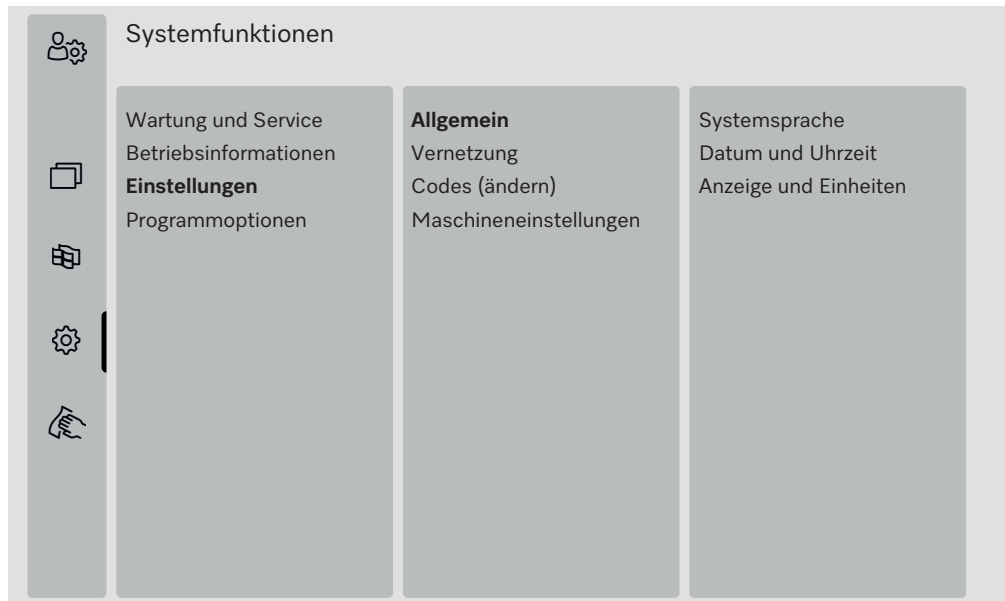 Systemfunktionen
Wartung und Service
Betriebsinformationen
Einstellungen
Programmoptionen
Allgemein
Vernetzung
Codes (ändern)
Maschineneinstellungen
Systemsprache
Datum und Uhrzeit
Anzeige und Einheiten